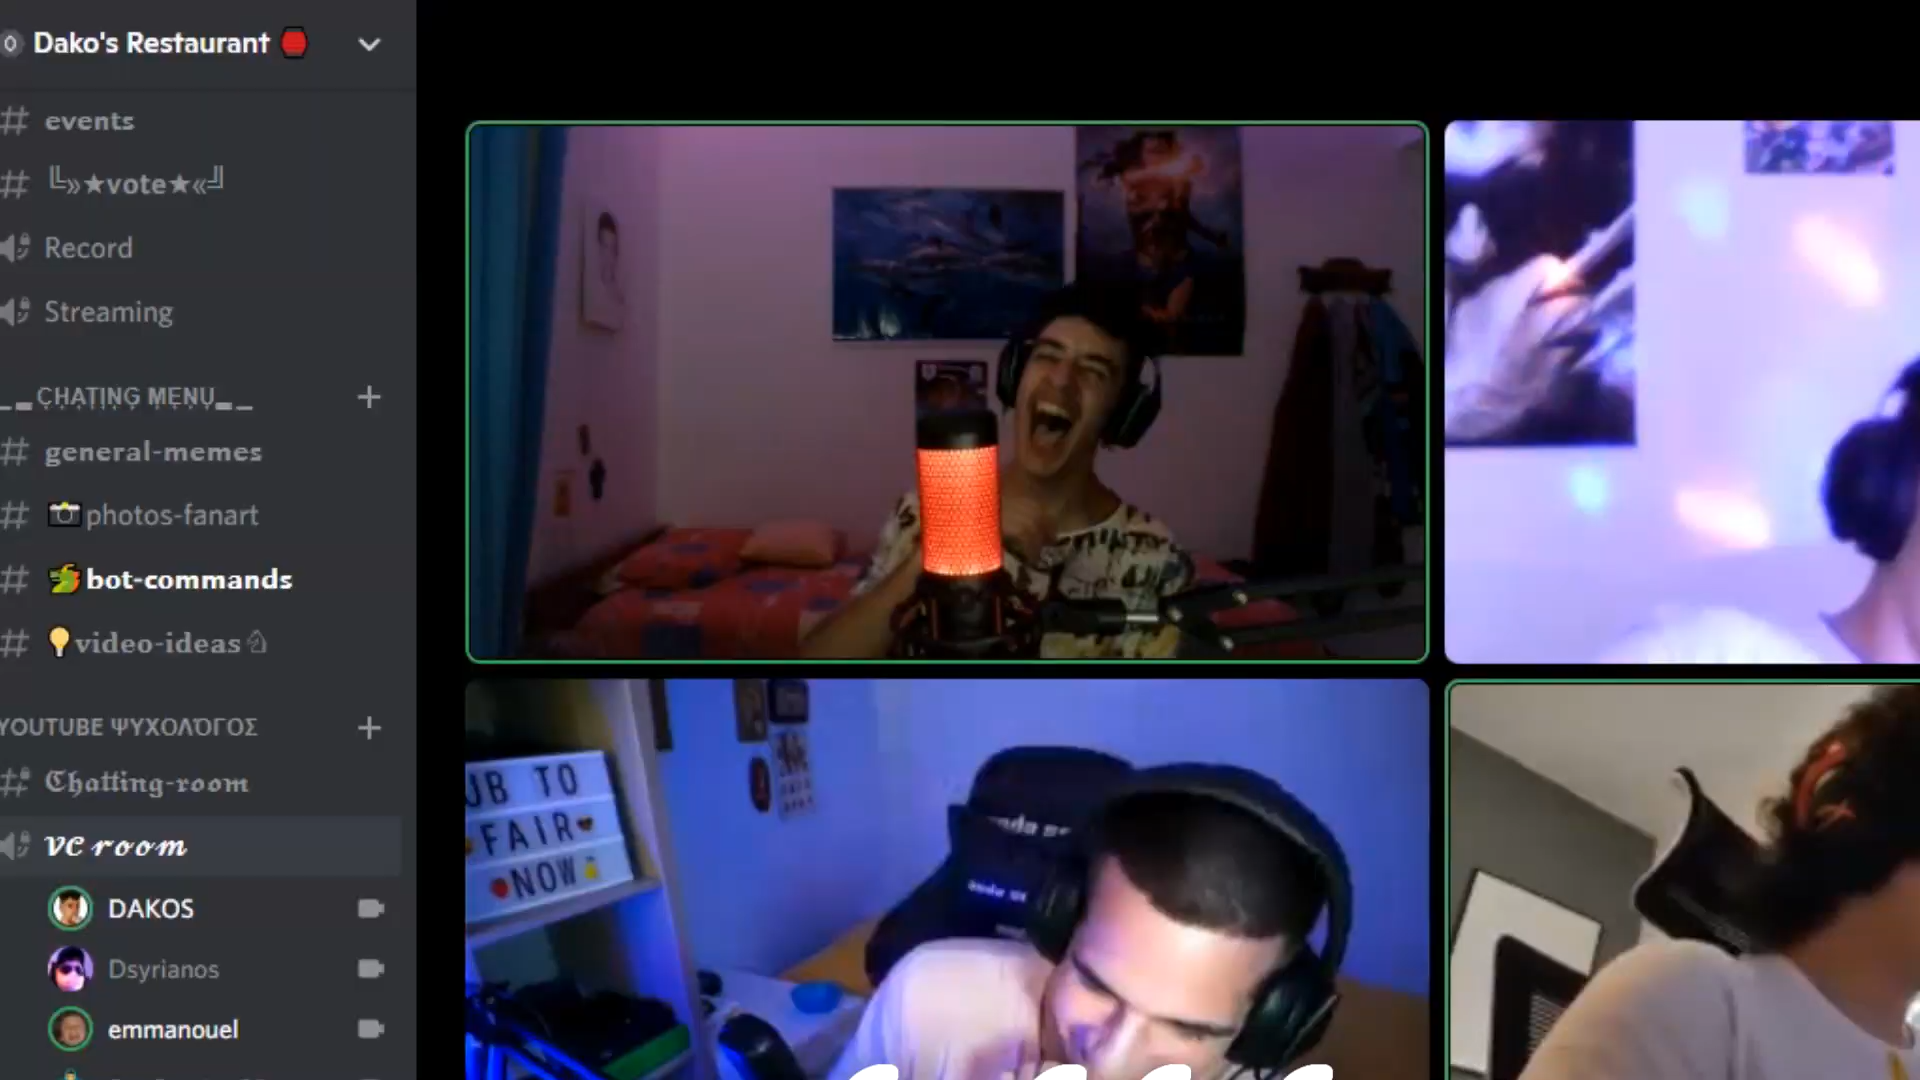 Dako's Restaurant
events
╚»★vote★«╝
Record
Streaming
CHATING MENU
general-memes
photos-fanart
bot-commands
video-ideas
YOUTUBE ΨΥΧΟΛΌΓΟΣ
Chatting-room
VC room
DAKOS
Dsyrianos
emmanouel
UB TO
FAIR
NOW